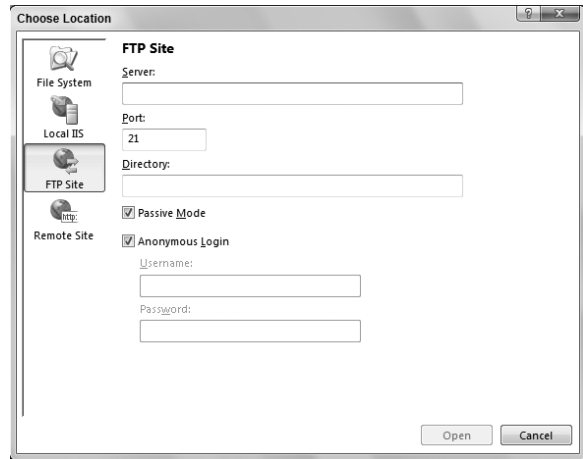 Choose Location
File System
Local IIS
FTP Site
http:
Remote Site
FTP Site
Server:
Port:
21
Directory:
Passive Mode
Anonymous Login
Username:
Password:
Open
Cancel